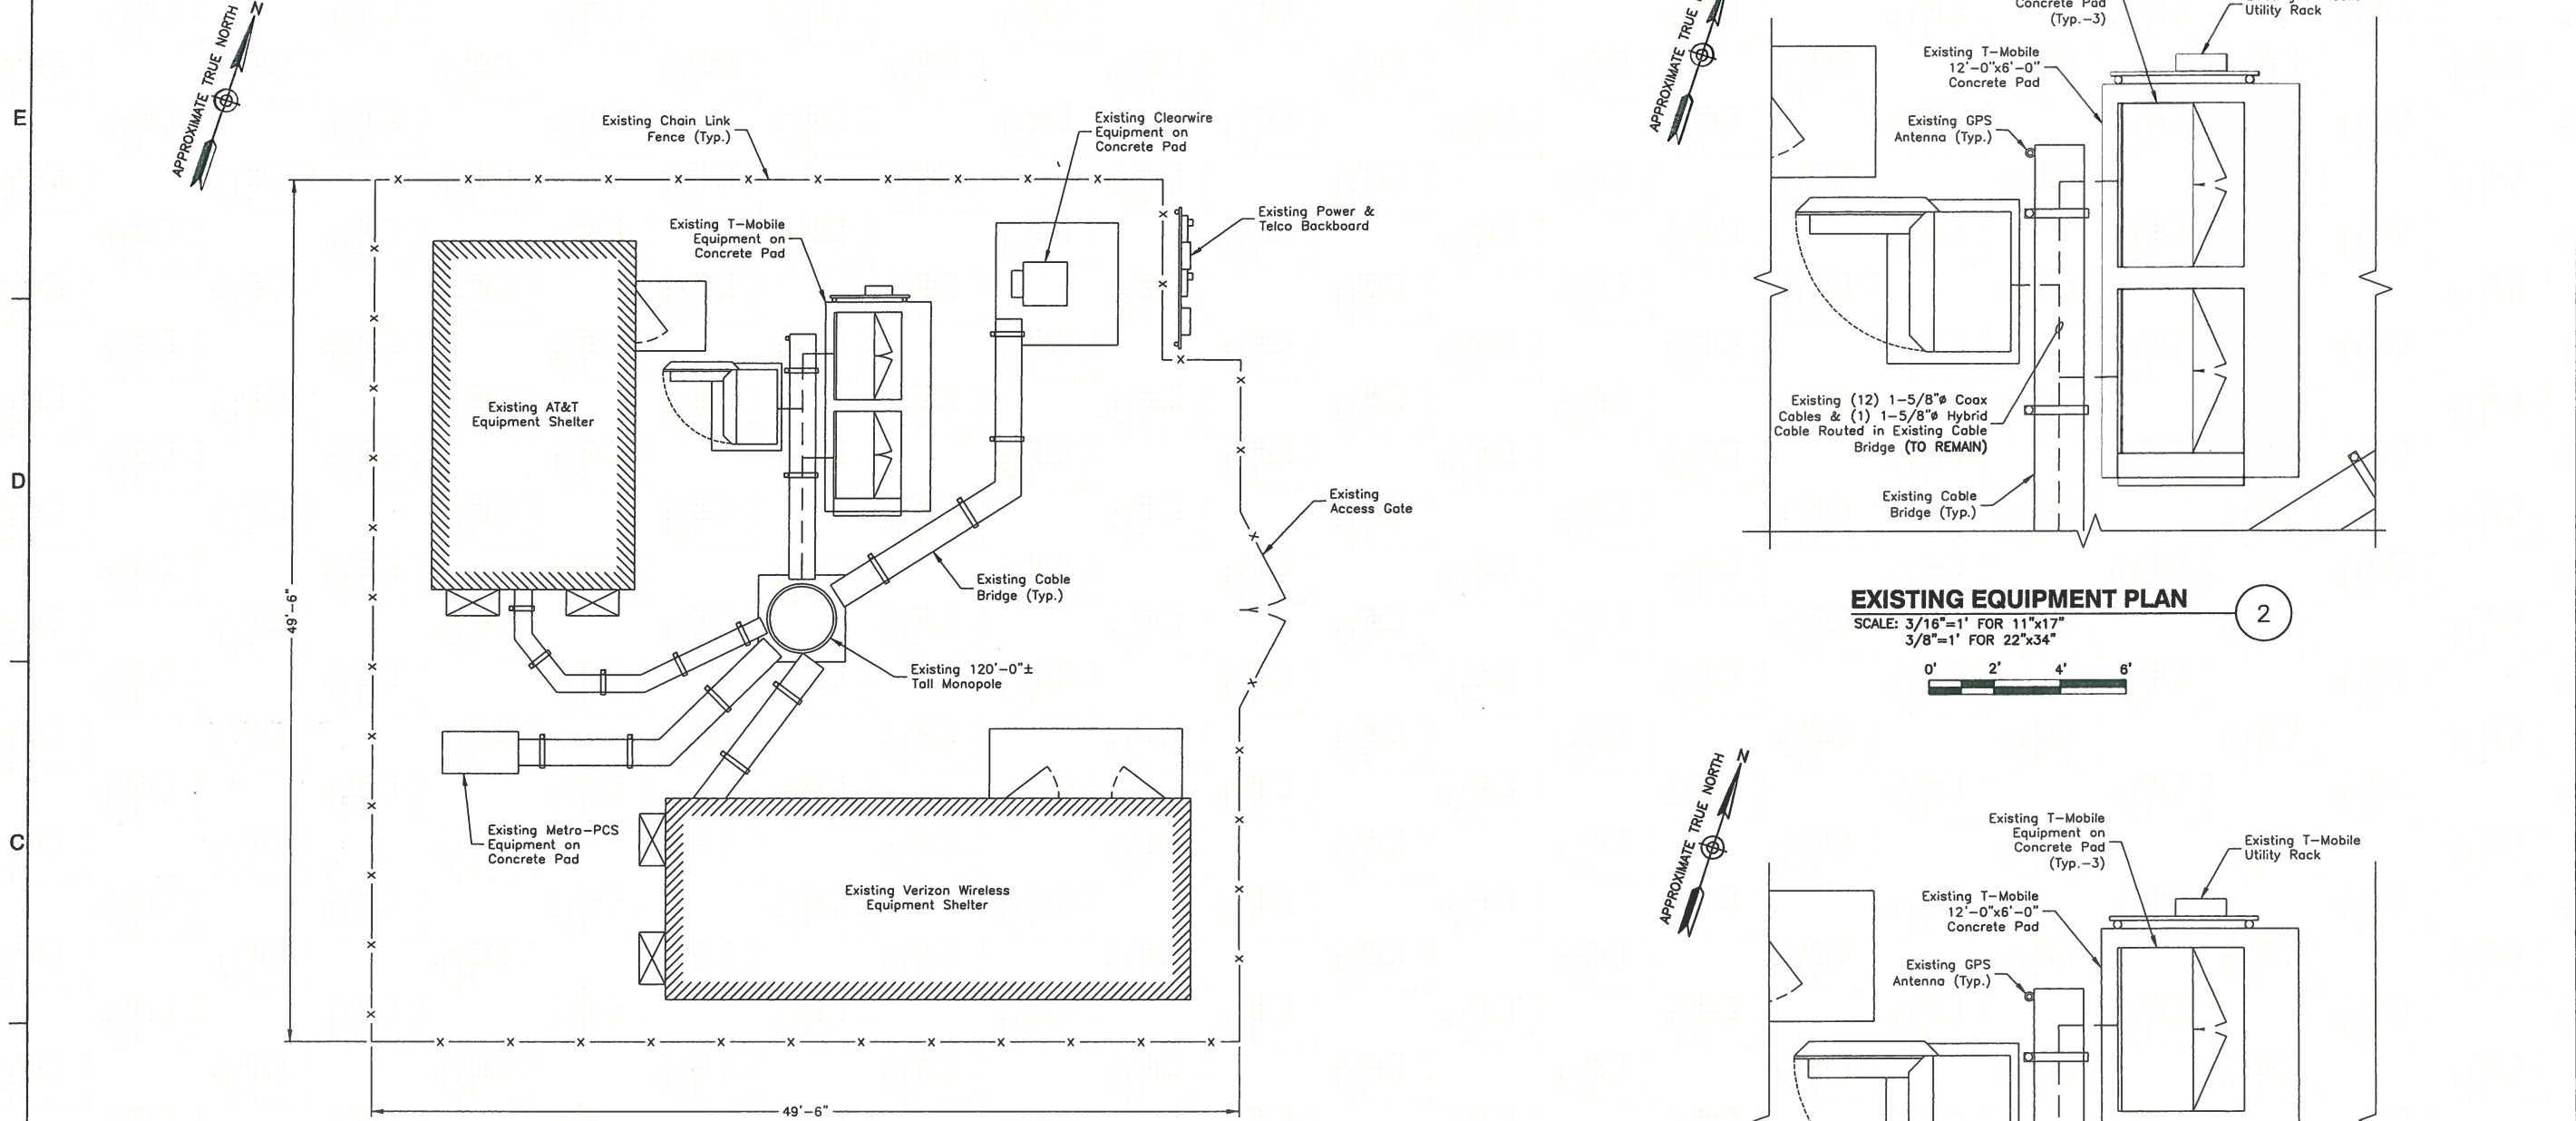 N
APPROXIMATE TRUE NORTH
E
D
C
Existing Chain Link
Fence (Typ.)
Existing Clearwire
Equipment on
Concrete Pad
Existing Power &
Telco Backboard
Existing T-Mobile
Equipment on
Concrete Pad
Existing AT&T
Equipment Shelter
Existing
Access Gate
Existing Cable
Bridge (Typ.)
Existing 120'-0"±
Tall Monopole
49'-6"
Existing Metro-PCS
Equipment on
Concrete Pad
Existing Verizon Wireless
Equipment Shelter
49'-6"
APPROXIMATE TRUE
Concrete Pad
(Typ.-3)
Utility Rack
Existing T-Mobile
12'-0"x6'-0"
Concrete Pad
Existing GPS
Antenna (Typ.)
Existing (12) 1-5/8"ø Coax
Cables & (1) 1-5/8"ø Hybrid
Cable Routed in Existing Cable
Bridge (TO REMAIN)
Existing Cable
Bridge (Typ.)
EXISTING EQUIPMENT PLAN
2
SCALE: 3/16"=1' FOR 11"x17"
3/8"=1' FOR 22"x34"
0' 2' 4' 6'
N
APPROXIMATE TRUE NORTH
Existing T-Mobile
Equipment on
Concrete Pad
(Typ.-3)
Existing T-Mobile
Utility Rack
Existing T-Mobile
12'-0"x6'-0"
Concrete Pad
Existing GPS
Antenna (Typ.)